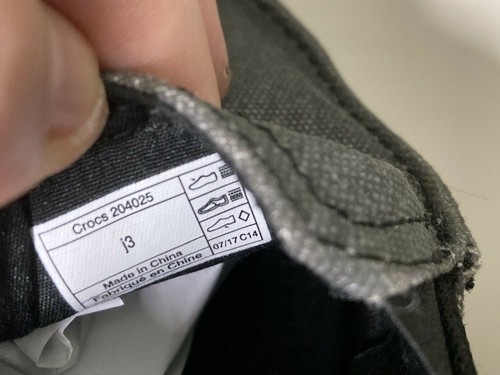 Crocs 204025
j3
Made in China
Fabriqué en Chine
07/17 C14